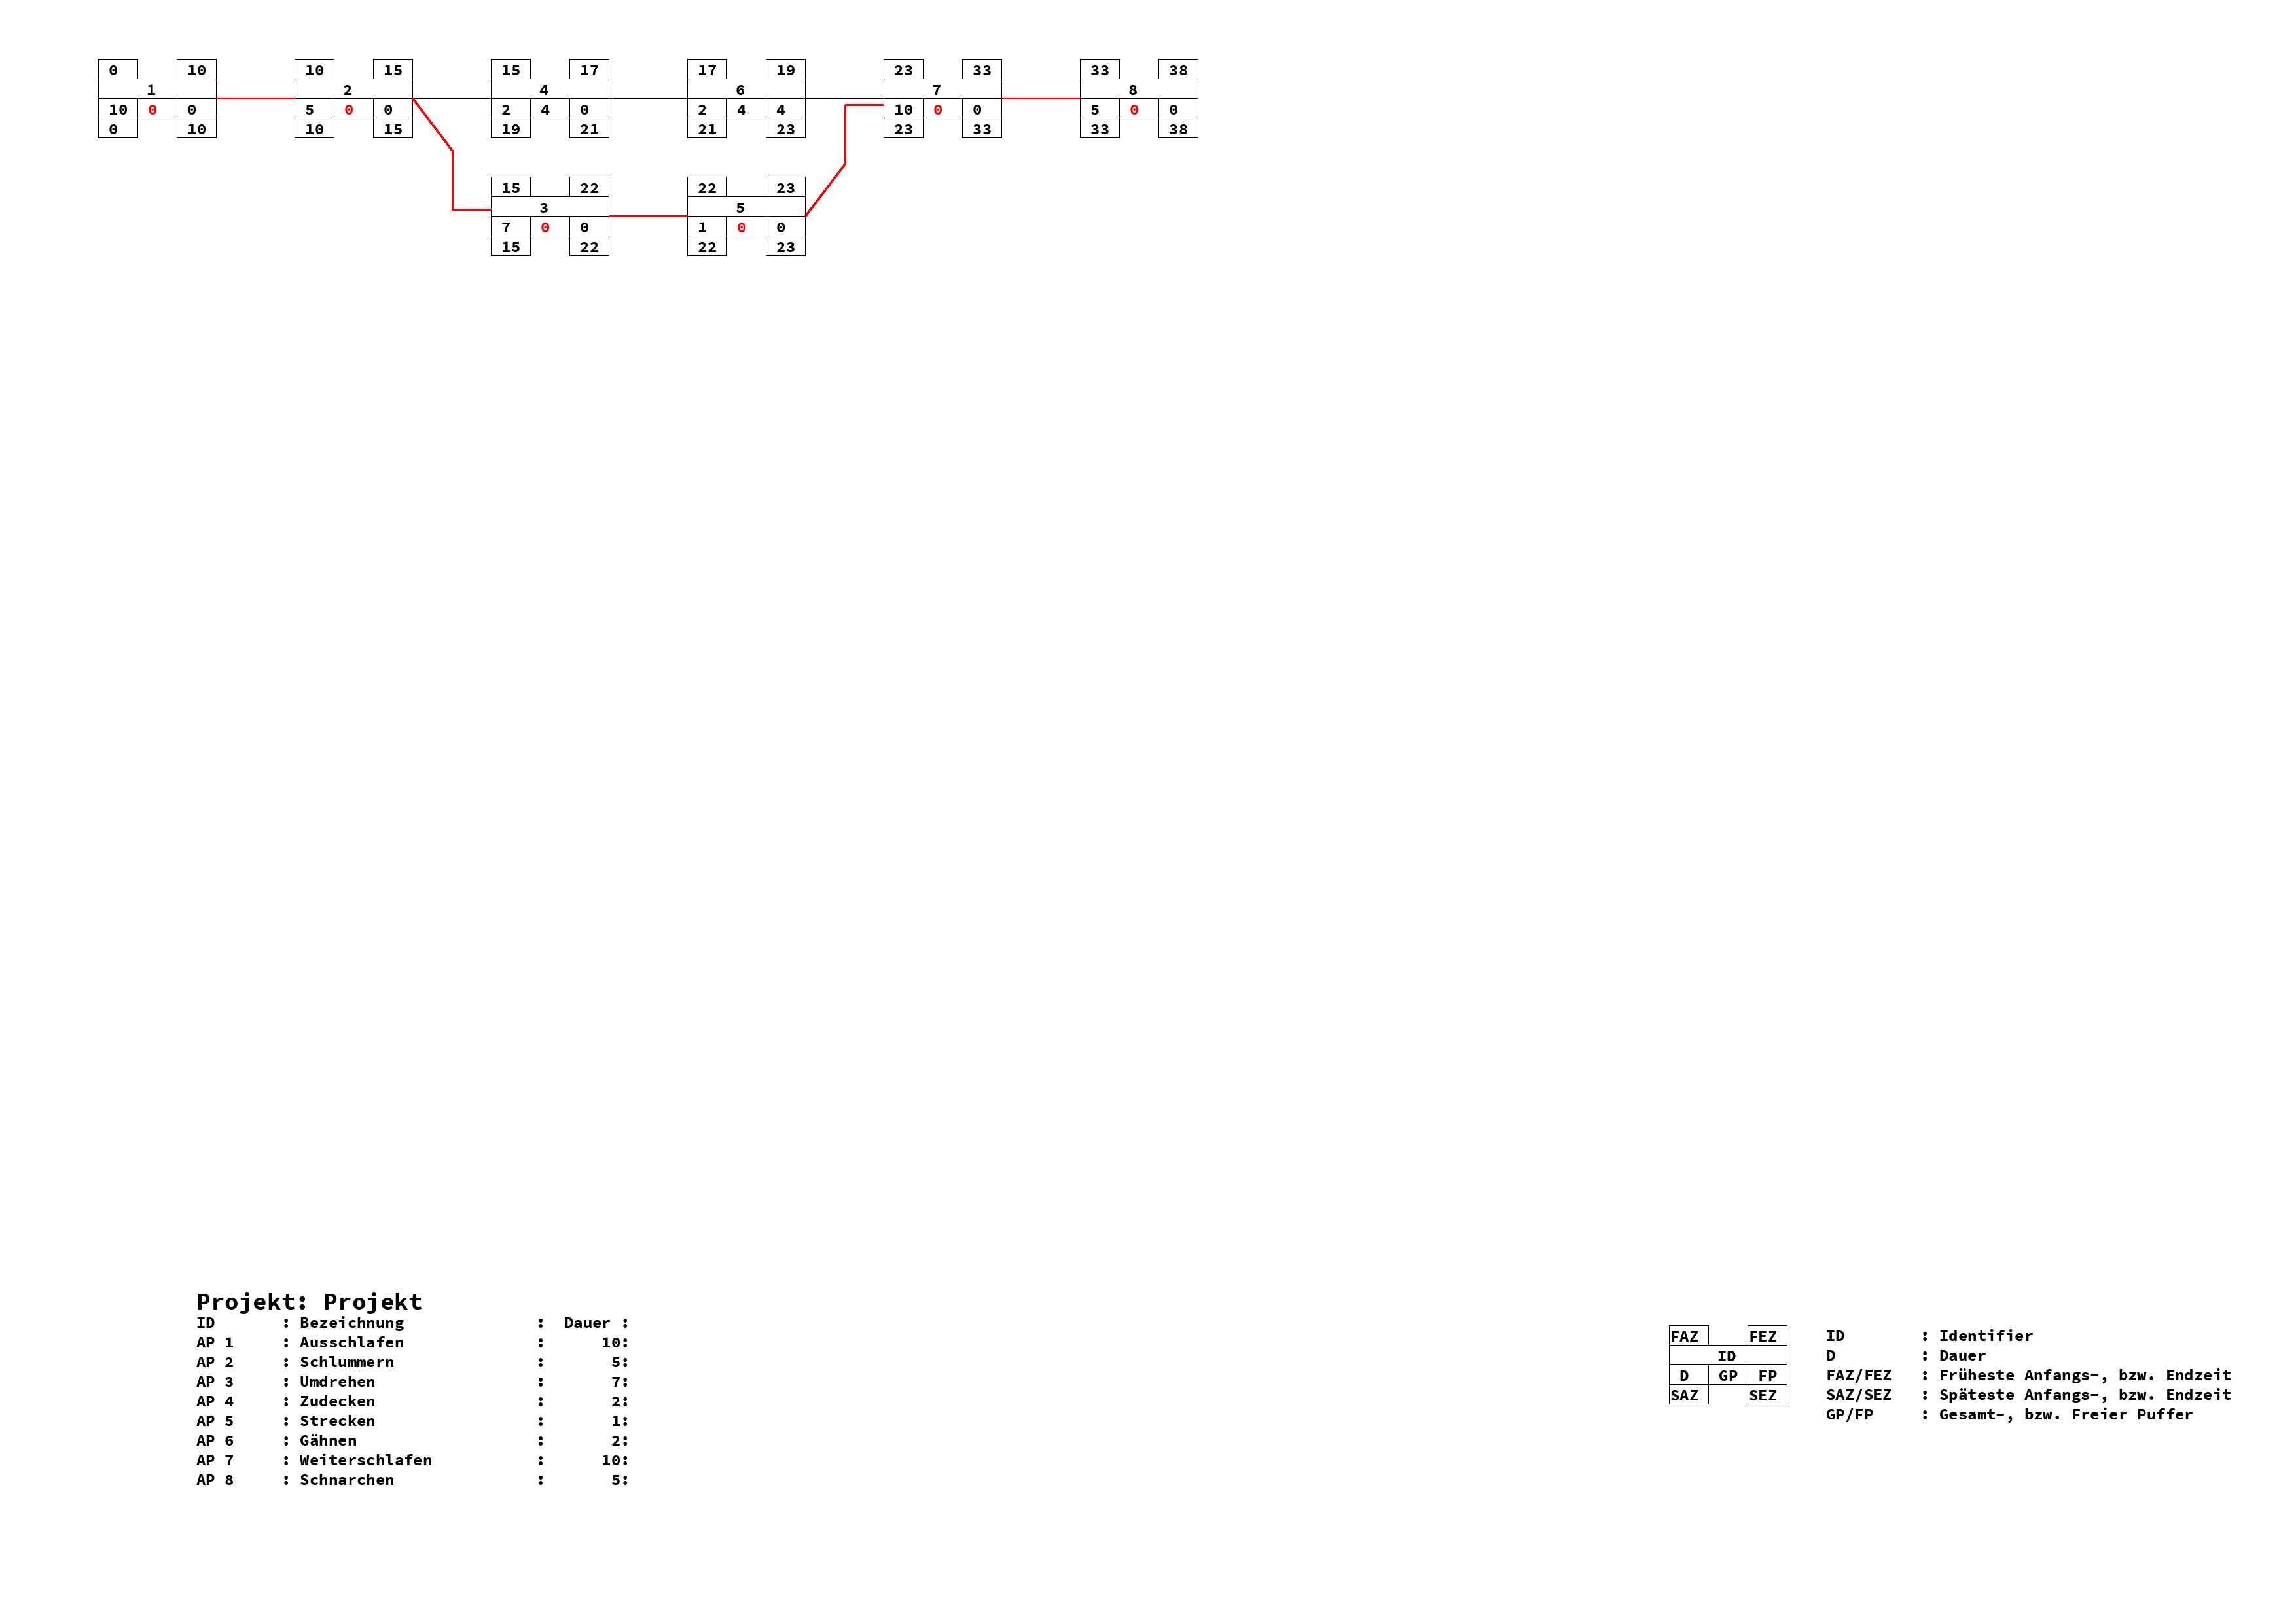 0 10 10 15 15 17 17 19 23 33 33 38
1 2 4 6 7 8
10 0 0 5 0 0 2 4 0 2 4 4 10 0 0 5 0 0
0 10 10 15 19 21 21 23 23 33 33 38
15 22 22 23
3 5
7 0 0 1 0 0
15 22 22 23
Projekt: Projekt
ID : Bezeichnung : Dauer :
AP 1 : Ausschlafen : 10:
AP 2 : Schlummern : 5:
AP 3 : Umdrehen : 7:
AP 4 : Zudecken : 2:
AP 5 : Strecken : 1:
AP 6 : Gähnen : 2:
AP 7 : Weiterschlafen : 10:
AP 8 : Schnarchen : 5:
FAZ FEZ
ID
D GP FP
SAZ SEZ
ID : Identifier
D : Dauer
FAZ/FEZ : Früheste Anfangs-, bzw. Endzeit
SAZ/SEZ : Späteste Anfangs-, bzw. Endzeit
GP/FP : Gesamt-, bzw. Freier Puffer